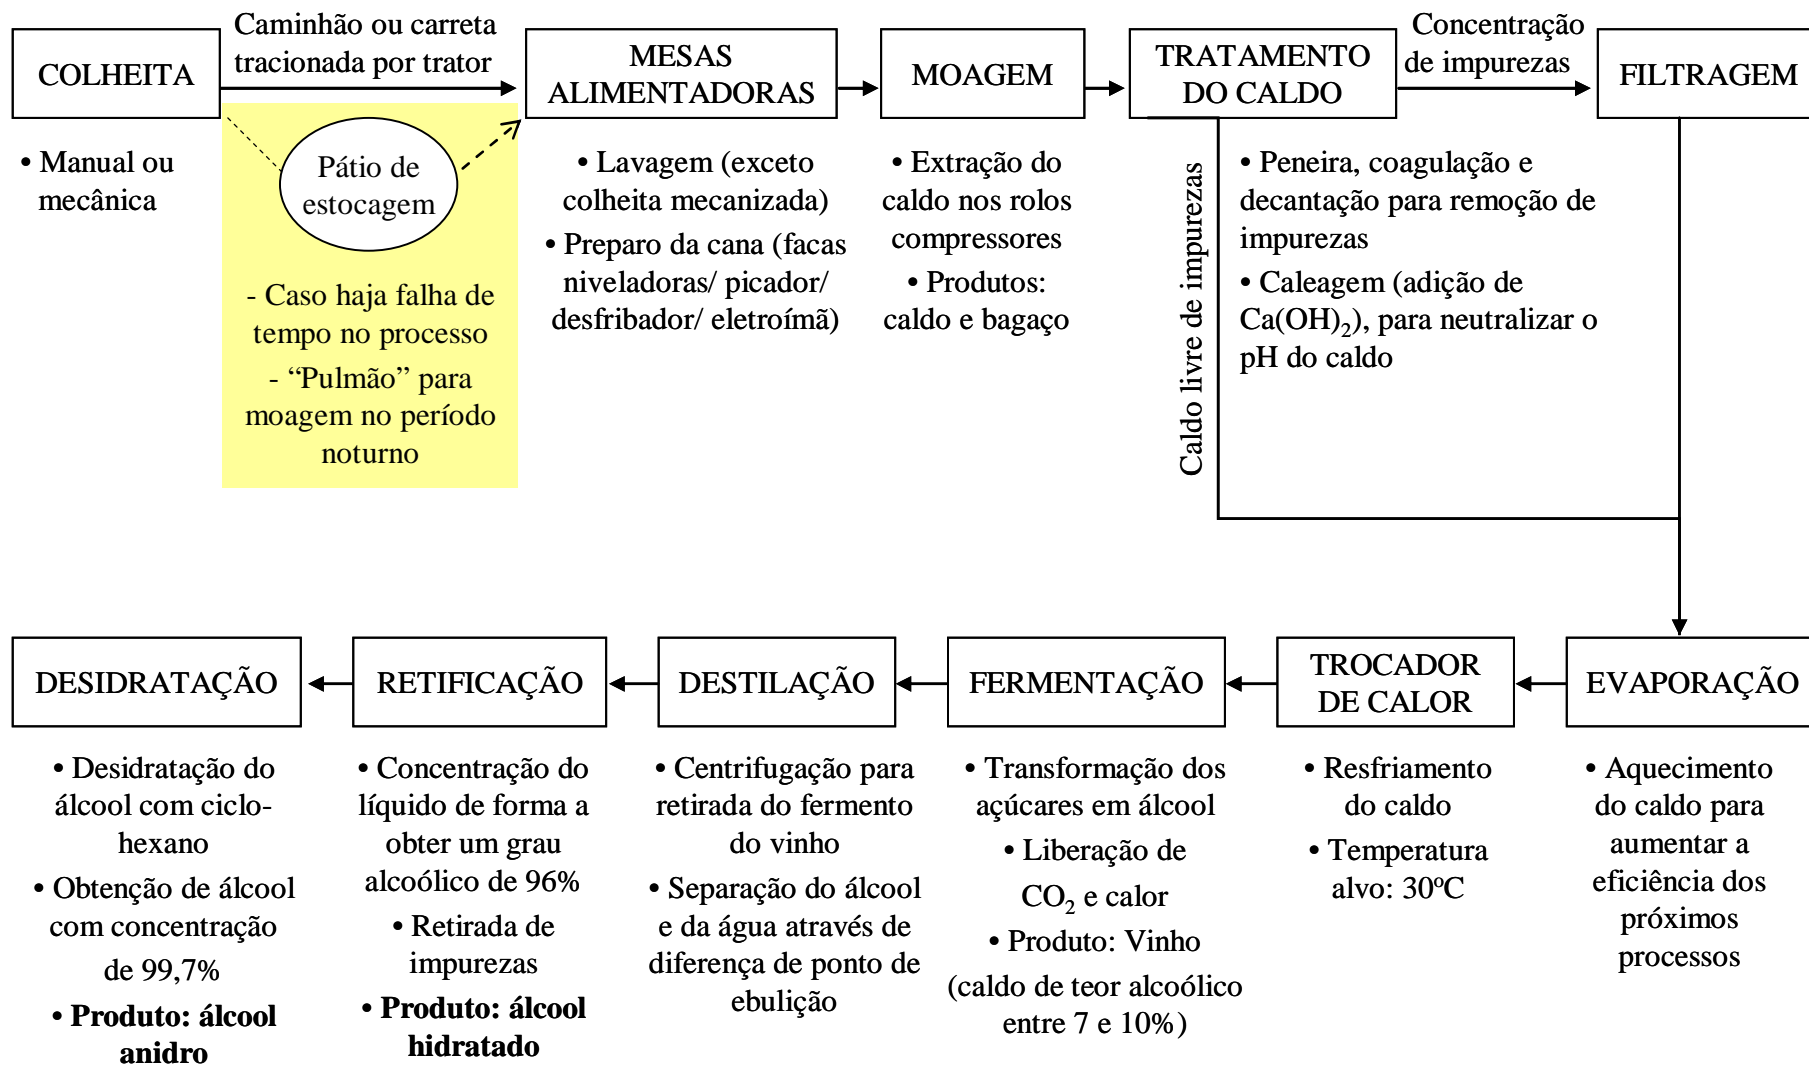 COLHEITA
Caminhão ou carreta
tracionada por trator
MESAS
ALIMENTADORAS
MOAGEM
TRATAMENTO
DO CALDO
Concentração
de impurezas
FILTRAGEM
• Manual ou
mecânica
Pátio de
estocagem
- Caso haja falha de
tempo no processo
- “Pulmão” para
moagem no período
noturno
• Lavagem (exceto
colheita mecanizada)
• Preparo da cana (facas
niveladoras/ picador/
desfribador/ eletroímã)
• Extração do
caldo nos rolos
compressores
• Produtos:
caldo e bagaço
Caldo livre de impurezas
• Peneira, coagulação e
decantação para remoção de
impurezas
• Caleagem (adição de
Ca(OH)₂), para neutralizar o
pH do caldo
DESIDRATAÇÃO
RETIFICAÇÃO
DESTILAÇÃO
FERMENTAÇÃO
TROCADOR
DE CALOR
EVAPORAÇÃO
• Desidratação do
álcool com ciclo-
hexano
• Obtenção de álcool
com concentração
de 99,7%
• Produto: álcool
anidro
• Concentração do
líquido de forma a
obter um grau
alcoólico de 96%
• Retirada de
impurezas
• Produto: álcool
hidratado
• Centrifugação para
retirada do fermento
do vinho
• Separação do álcool
e da água através de
diferença de ponto de
ebulição
• Transformação dos
açúcares em álcool
• Liberação de
CO₂ e calor
• Produto: Vinho
(caldo de teor alcoólico
entre 7 e 10%)
• Resfriamento
do caldo
• Temperatura
alvo: 30ºC
• Aquecimento
do caldo para
aumentar a
eficiência dos
próximos
processos